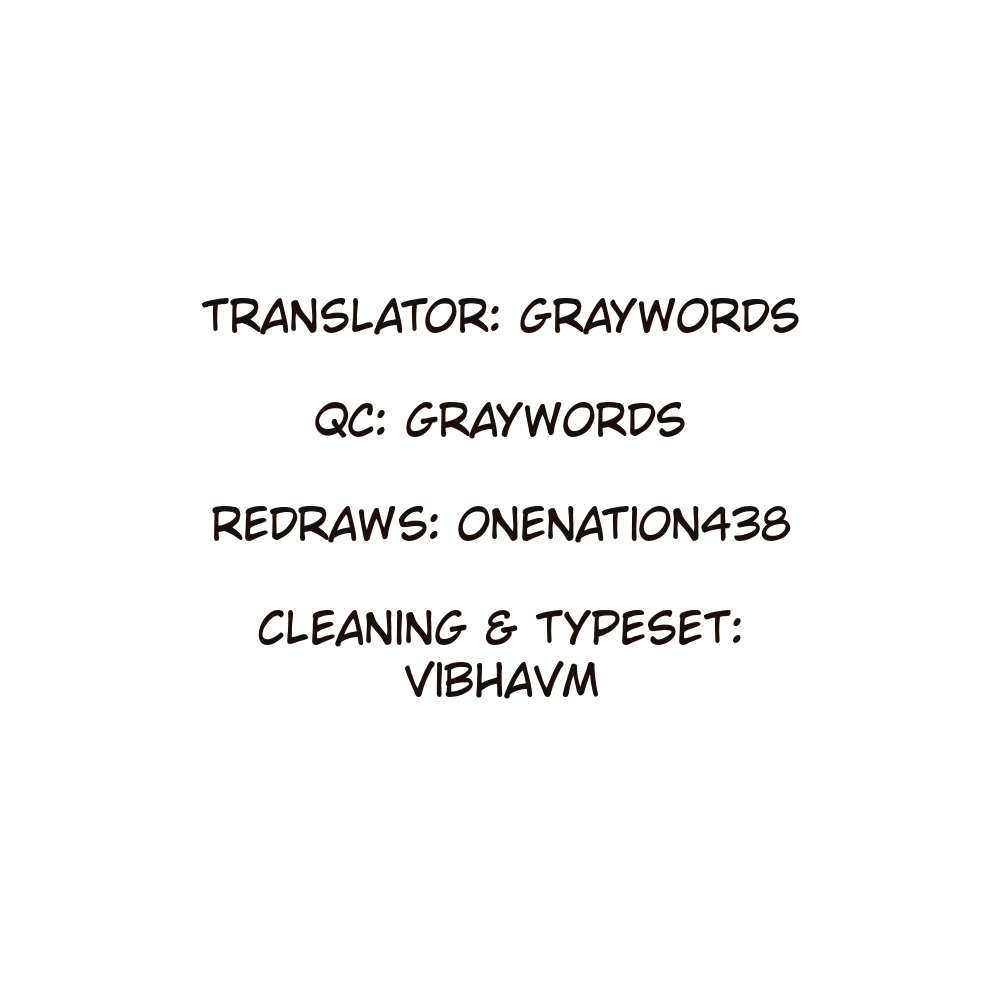 TRANSLATOR: GRAYWORDS
QC: GRAYWORDS
REDRAWS: ONENATION438
CLEANING & TYPESET:
VIBHAVM